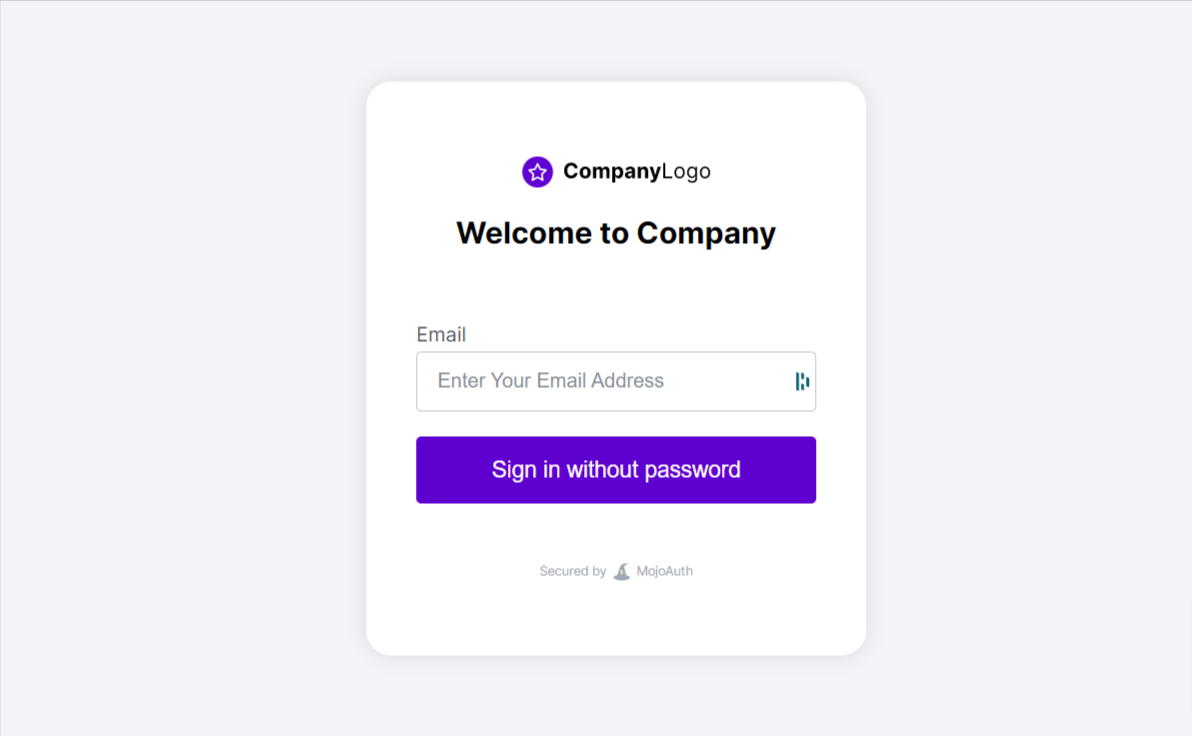 CompanyLogo
Welcome to Company
Email
Enter Your Email Address
Sign in without password
Secured by MojoAuth